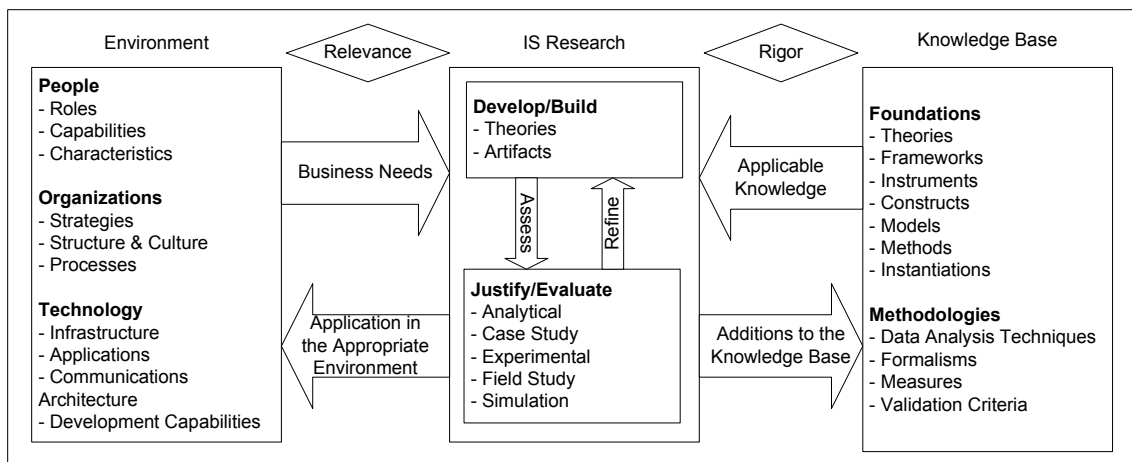 Environment
Relevance
IS Research
Rigor
Knowledge Base
People
- Roles
- Capabilities
- Characteristics
Organizations
- Strategies
- Structure & Culture
- Processes
Technology
- Infrastructure
- Applications
- Communications
Architecture
- Development Capabilities
Business Needs
Application in
the Appropriate
Environment
Develop/Build
- Theories
- Artifacts
Assess
Refine
Justify/Evaluate
- Analytical
- Case Study
- Experimental
- Field Study
- Simulation
Applicable
Knowledge
Additions to the
Knowledge Base
Foundations
- Theories
- Frameworks
- Instruments
- Constructs
- Models
- Methods
- Instantiations
Methodologies
- Data Analysis Techniques
- Formalisms
- Measures
- Validation Criteria